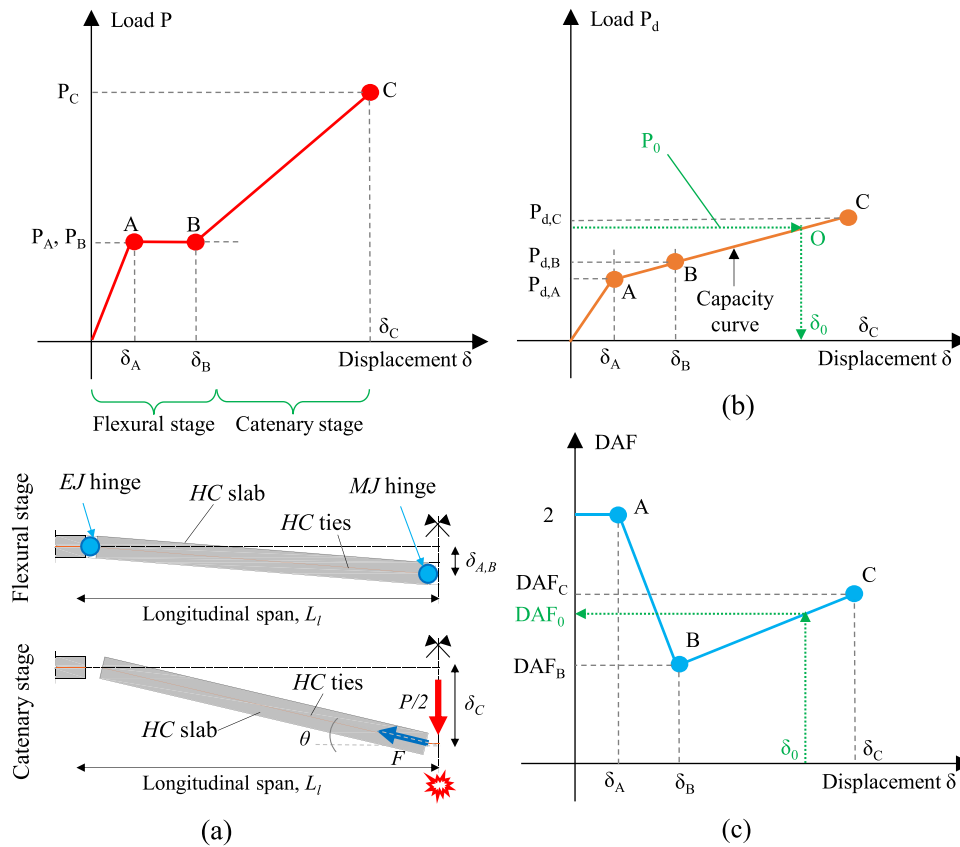 Load P
P_C
C
A
B
P_A, P_B
δ_A
δ_B
δ_C
Displacement δ
Flexural stage
Catenary stage
Flexural stage
EJ hinge
HC slab
MJ hinge
HC ties
δ_A,B
Longitudinal span, L_l
Catenary stage
HC ties
P/2
δ_C
HC slab
θ
F
Longitudinal span, L_l
(a)
Load P_d
P_0
P_d,C
C
O
P_d,B
B
P_d,A
A
Capacity
curve
δ_0
δ_C
δ_A
δ_B
Displacement δ
(b)
DAF
2
A
DAF_C
C
DAF_0
B
DAF_B
δ_0
δ_C
δ_A
δ_B
Displacement δ
(c)